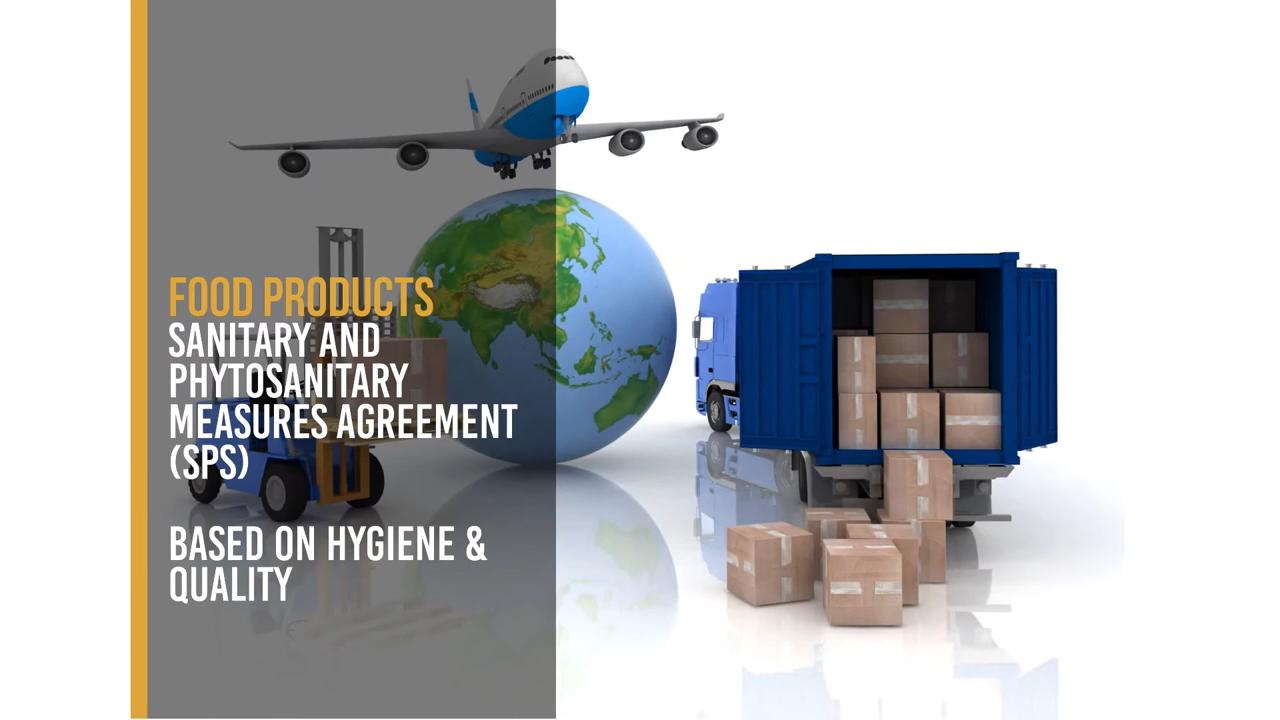 FOOD PRODUCTS
SANITARY AND
PHYTOSANITARY
MEASURES AGREEMENT
(SPS)
BASED ON HYGIENE &
QUALITY